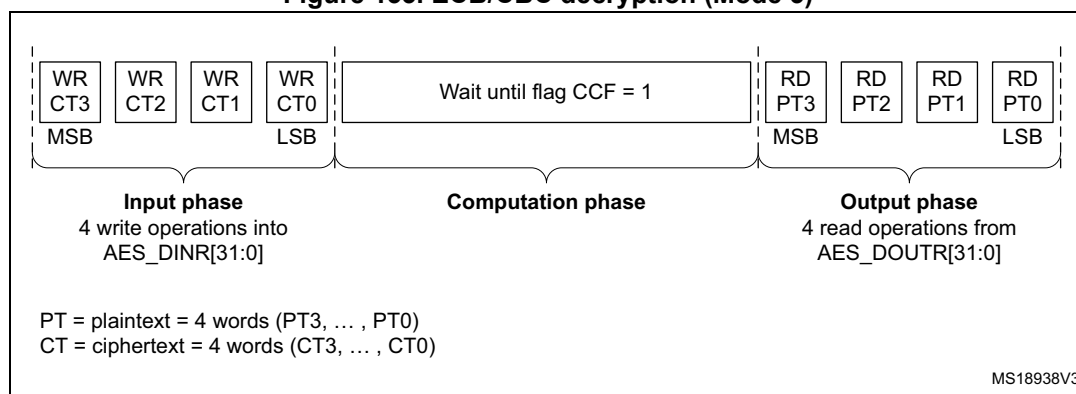 WR CT3 WR CT2 WR CT1 WR CT0 Wait until flag CCF = 1 RD PT3 RD PT2 RD PT1 RD PT0
MSB LSB MSB LSB
Input phase
4 write operations into
AES_DINR[31:0]
Computation phase
Output phase
4 read operations from
AES_DOUTR[31:0]
PT = plaintext = 4 words (PT3, … , PT0)
CT = ciphertext = 4 words (CT3, … , CT0)
MS18938V3